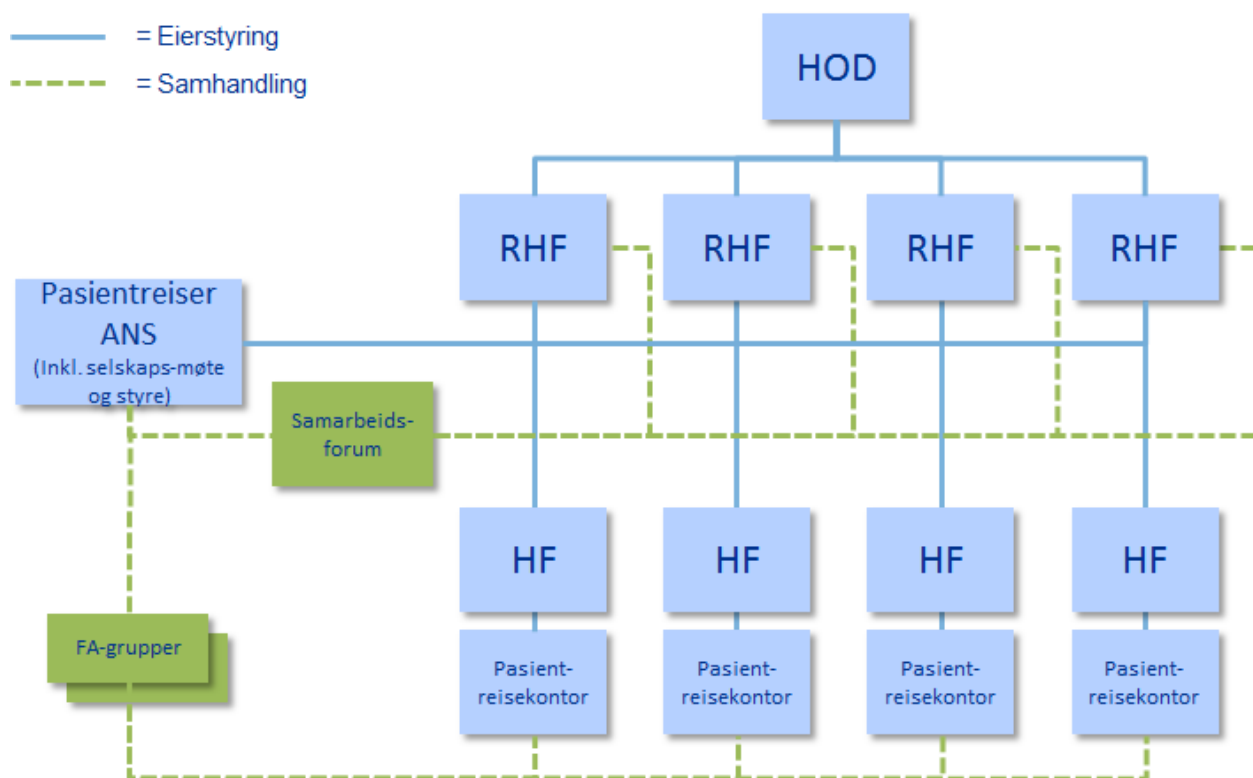 = Eierstyring
= Samhandling
HOD
RHF
RHF
RHF
RHF
Pasientreiser
ANS
(Inkl. selskaps-møte
og styre)
Samarbeids-
forum
HF
HF
HF
HF
FA-grupper
Pasient-
reisekontor
Pasient-
reisekontor
Pasient-
reisekontor
Pasient-
reisekontor